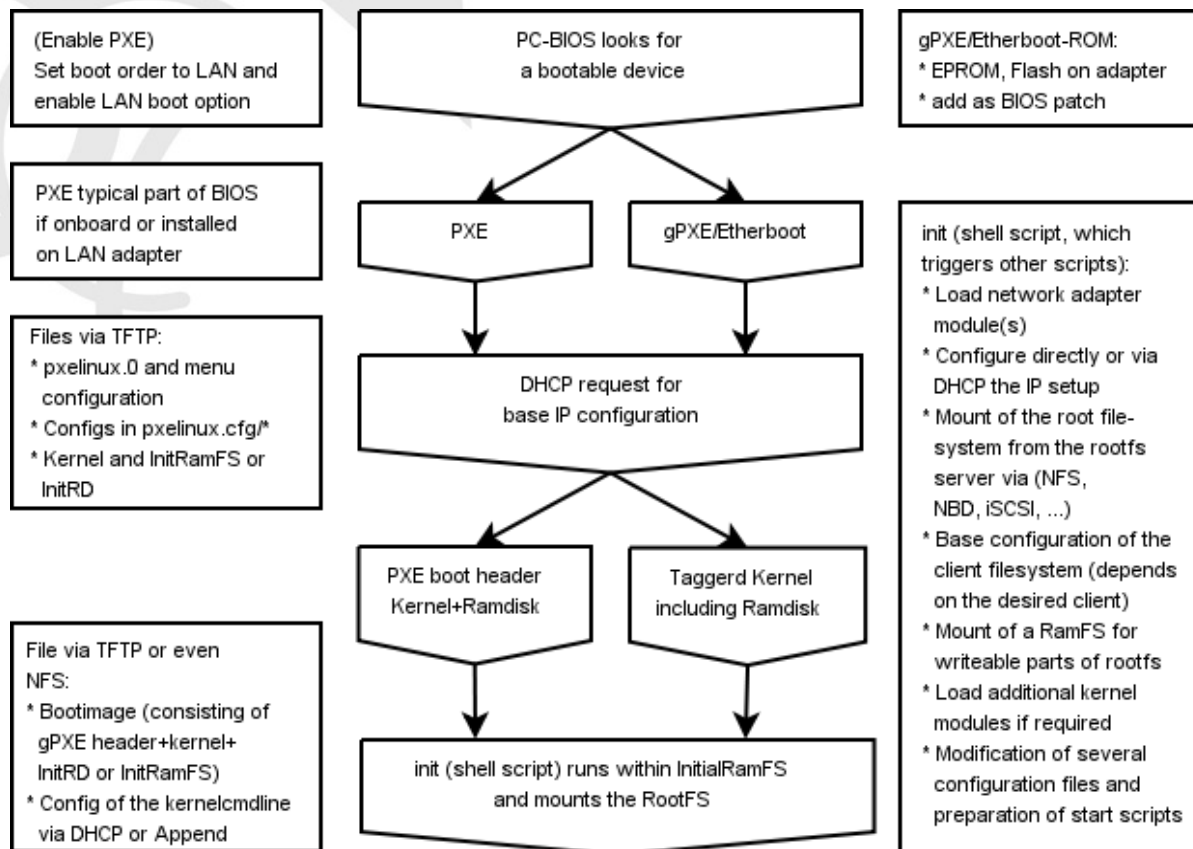 (Enable PXE)
Set boot order to LAN and
enable LAN boot option
PC-BIOS looks for
a bootable device
gPXE/Etherboot-ROM:
* EPROM, Flash on adapter
* add as BIOS patch
PXE typical part of BIOS
if onboard or installed
on LAN adapter
PXE
gPXE/Etherboot
Files via TFTP:
* pxelinux.0 and menu
configuration
* Configs in pxelinux.cfg/*
* Kernel and InitRamFS or
InitRD
DHCP request for
base IP configuration
PXE boot header
Kernel+Ramdisk
Taggerd Kernel
including Ramdisk
File via TFTP or even
NFS:
* Bootimage (consisting of
gPXE header+kernel+
InitRD or InitRamFS)
* Config of the kernelcmdline
via DHCP or Append
init (shell script) runs within InitialRamFS
and mounts the RootFS
init (shell script, which
triggers other scripts):
* Load network adapter
module(s)
* Configure directly or via
DHCP the IP setup
* Mount of the root file-
system from the rootfs
server via (NFS,
NBD, iSCSI, ...)
* Base configuration of the
client filesystem (depends
on the desired client)
* Mount of a RamFS for
writeable parts of rootfs
* Load additional kernel
modules if required
* Modification of several
configuration files and
preparation of start scripts